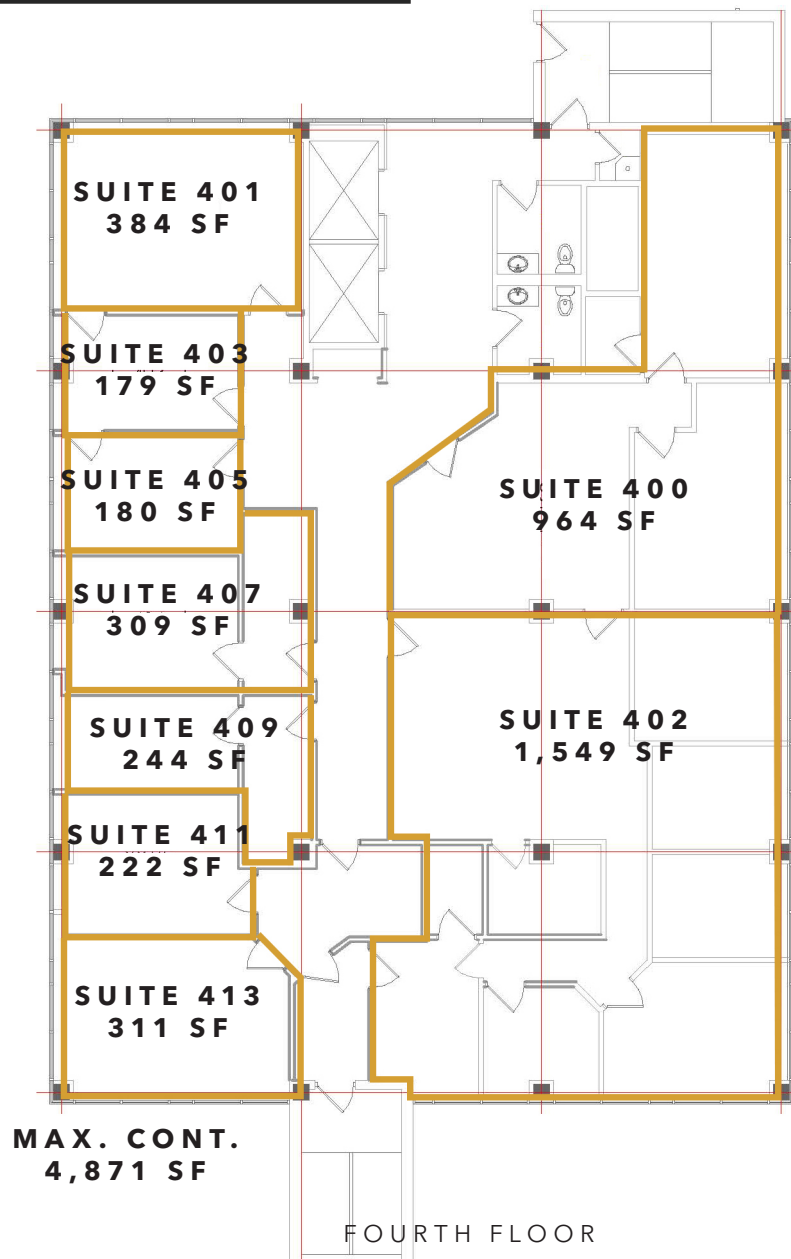 SUITE 401
384 SF
SUITE 403
179 SF
SUITE 405
180 SF
SUITE 400
964 SF
SUITE 407
309 SF
SUITE 409
244 SF
SUITE 402
1,549 SF
SUITE 411
222 SF
SUITE 413
311 SF
MAX. CONT.
4,871 SF
FOURTH FLOOR